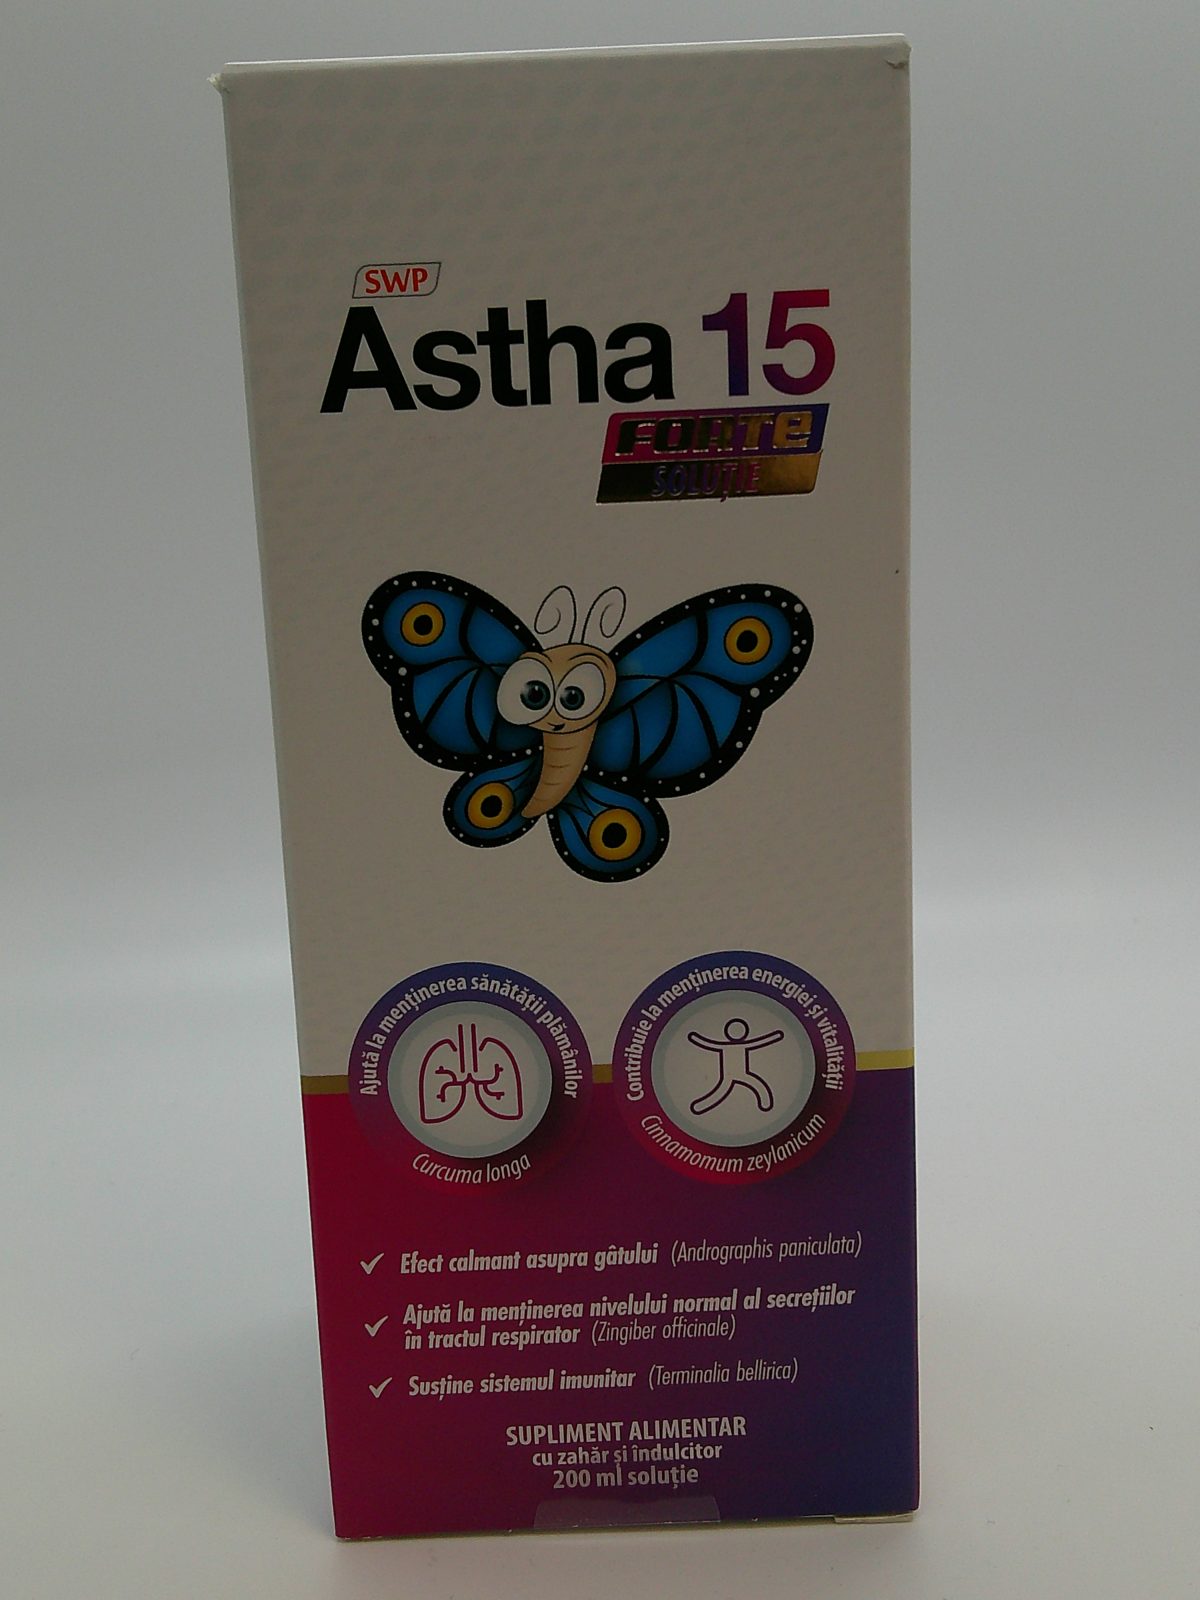 SWP
Astha 15
FORTE
SOLUȚIE
Ajută la menținerea sănătății plămânilor
Curcuma longa
Contribuie la menținerea energiei și vitalității
Cinnamomum zeylanicum
Efect calmant asupra gâtului (Andrographis paniculata)
Ajută la menținerea nivelului normal al secrețiilor
în tractul respirator (Zingiber officinale)
Susține sistemul imunitar (Terminalia bellirica)
SUPLIMENT ALIMENTAR
cu zahăr și îndulcitor
200 ml soluție